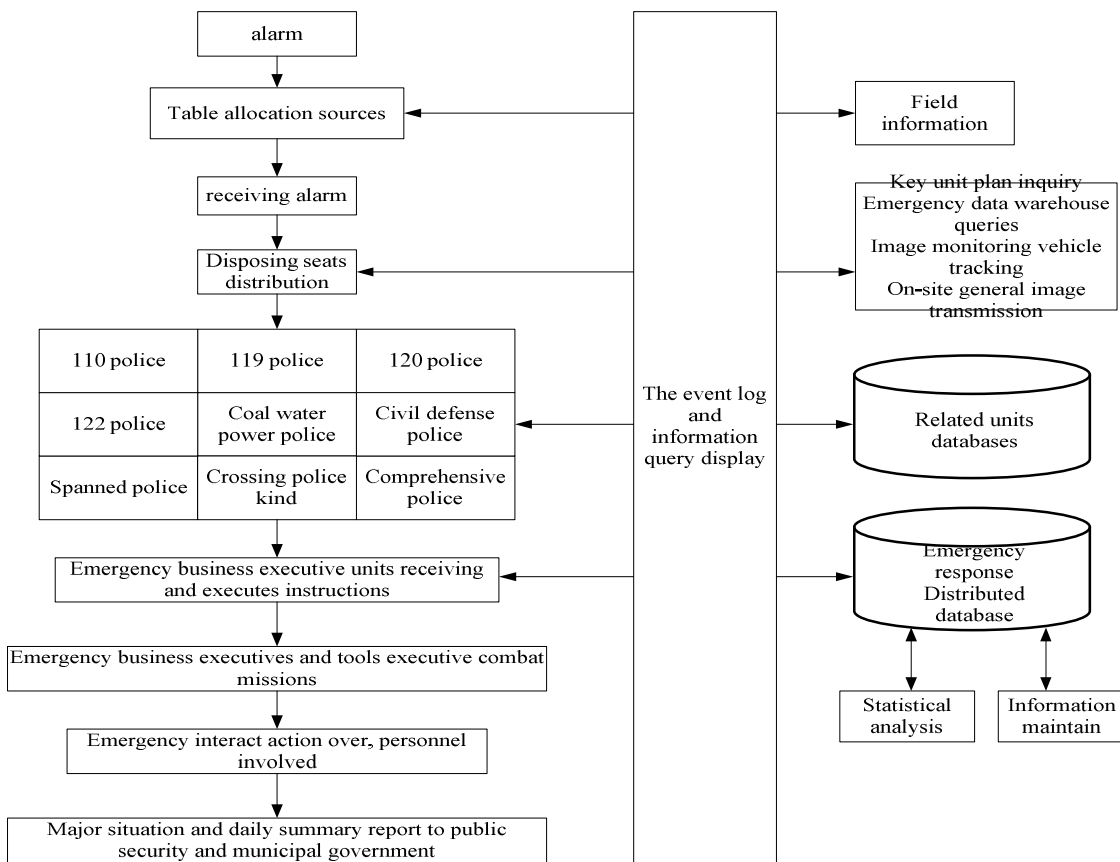 alarm
Table allocation sources
receiving alarm
Disposing seats
distribution
110 police
119 police
120 police
122 police
Coal water
power police
Civil defense
police
Spanned police
Crossing police
kind
Comprehensive
police
Emergency business executive units receiving
and executes instructions
Emergency business executives and tools executive combat
missions
Emergency interact action over, personnel
involved
Major situation and daily summary report to public
security and municipal government
The event log
and
information
query display
Field
information
Key unit plan inquiry
Emergency data warehouse
queries
Image monitoring vehicle
tracking
On-site general image
transmission
Related units
databases
Emergency
response
Distributed
database
Statistical
analysis
Information
maintain